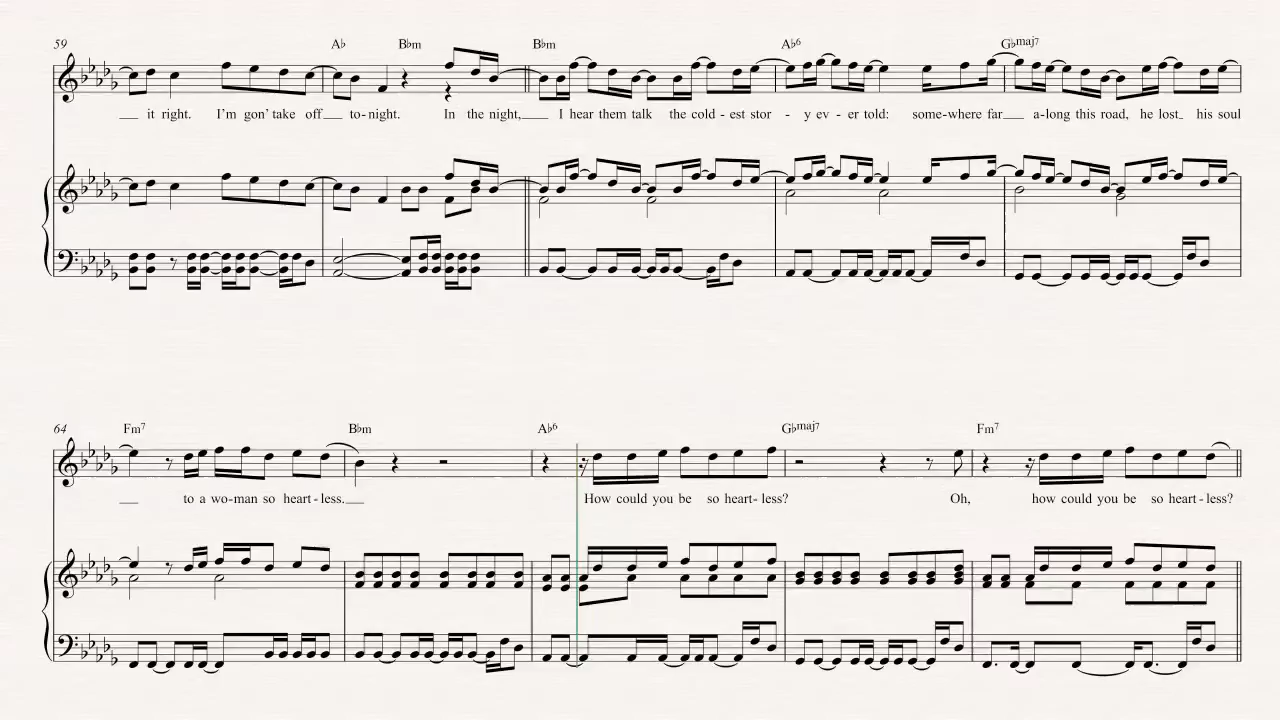 59 A♭ B♭m B♭m A♭6 G♭maj7
it right. I'm gon' take off to-night. In the night, I hear them talk the cold - est stor - y ev - er told: some-where far a-long this road, he lost his soul
64 Fm7 B♭m A♭6 G♭maj7 Fm7
to a wo-man so heart-less. How could you be so heart-less? Oh, how could you be so heart-less?